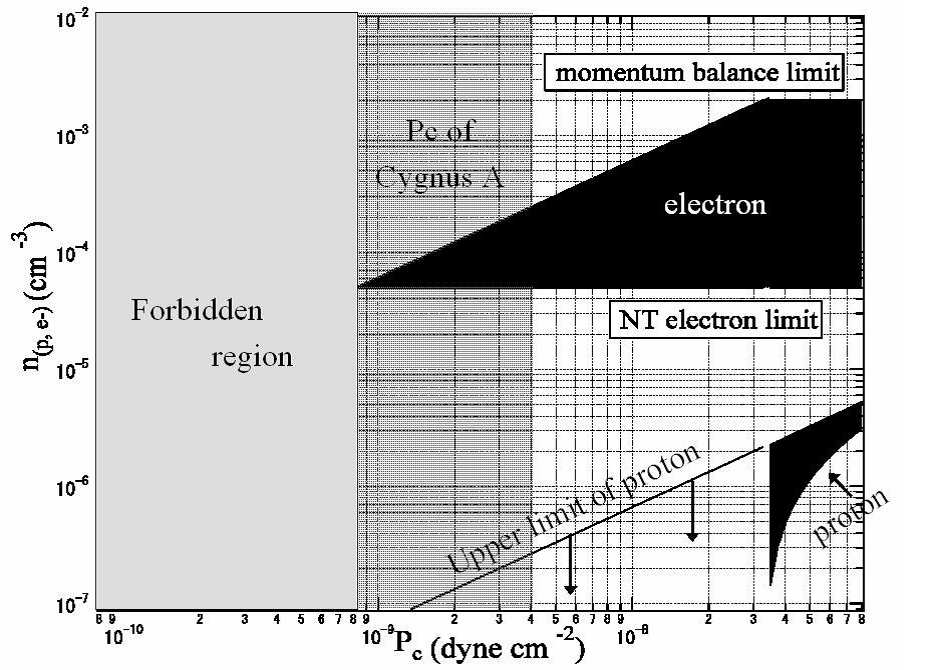 10⁻²
momentum balance limit
10⁻³
Pc of
Cygnus A
electron
n(p, e-) (cm ⁻³)
10⁻⁴
Forbidden
region
NT electron limit
10⁻⁵
10⁻⁶
Upper limit of proton
proton
10⁻⁷
8 9 2 3 4 5 6 7 8 9 2 3 4 5 6 7 8 9 2 3 4 5 6 7 8
10⁻¹⁰ 10⁻⁹ 10⁻⁸
Pc (dyne cm ⁻²)